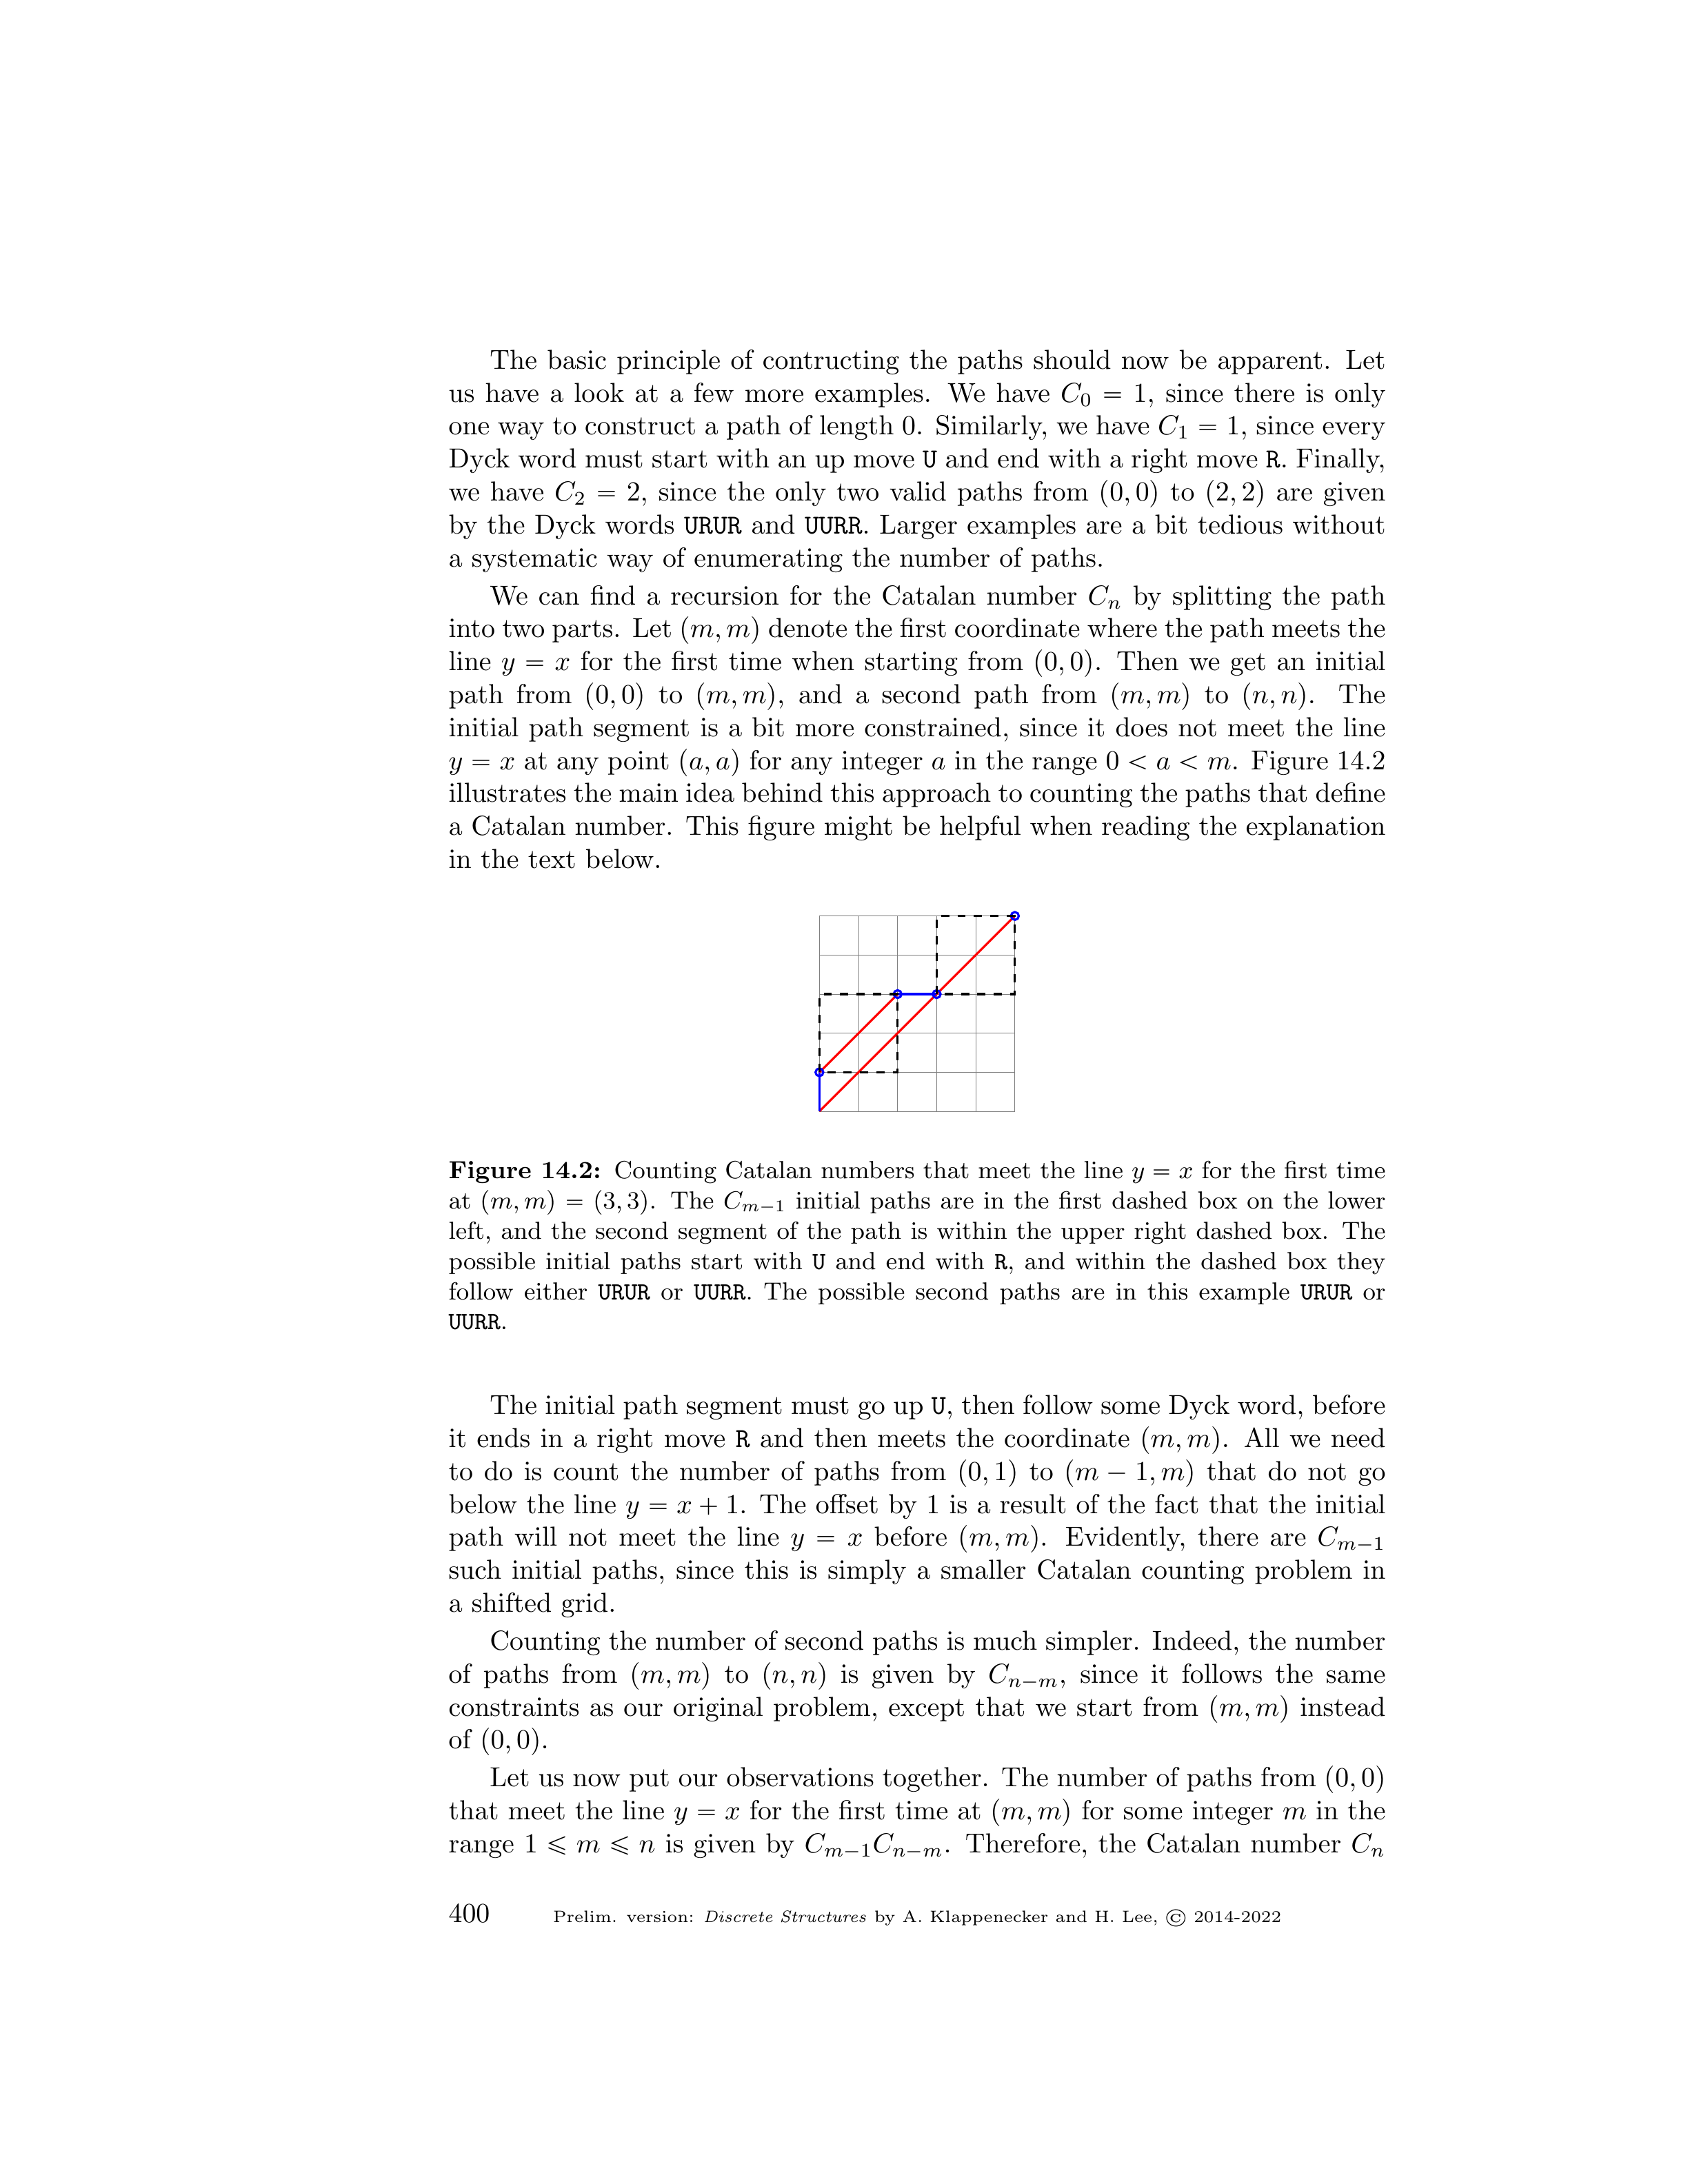 The basic principle of contructing the paths should now be apparent. Let
us have a look at a few more examples. We have C₀ = 1, since there is only
one way to construct a path of length 0. Similarly, we have C₁ = 1, since every
Dyck word must start with an up move U and end with a right move R. Finally,
we have C₂ = 2, since the only two valid paths from (0, 0) to (2, 2) are given
by the Dyck words URUR and UURR. Larger examples are a bit tedious without
a systematic way of enumerating the number of paths.
We can find a recursion for the Catalan number Cₙ by splitting the path
into two parts. Let (m, m) denote the first coordinate where the path meets the
line y = x for the first time when starting from (0, 0). Then we get an initial
path from (0, 0) to (m, m), and a second path from (m, m) to (n, n). The
initial path segment is a bit more constrained, since it does not meet the line
y = x at any point (a, a) for any integer a in the range 0 < a < m. Figure 14.2
illustrates the main idea behind this approach to counting the paths that define
a Catalan number. This figure might be helpful when reading the explanation
in the text below.
Figure 14.2: Counting Catalan numbers that meet the line y = x for the first time
at (m, m) = (3, 3). The Cₘ₋₁ initial paths are in the first dashed box on the lower
left, and the second segment of the path is within the upper right dashed box. The
possible initial paths start with U and end with R, and within the dashed box they
follow either URUR or UURR. The possible second paths are in this example URUR or
UURR.
The initial path segment must go up U, then follow some Dyck word, before
it ends in a right move R and then meets the coordinate (m, m). All we need
to do is count the number of paths from (0, 1) to (m − 1, m) that do not go
below the line y = x + 1. The offset by 1 is a result of the fact that the initial
path will not meet the line y = x before (m, m). Evidently, there are Cₘ₋₁
such initial paths, since this is simply a smaller Catalan counting problem in
a shifted grid.
Counting the number of second paths is much simpler. Indeed, the number
of paths from (m, m) to (n, n) is given by Cₙ₋ₘ, since it follows the same
constraints as our original problem, except that we start from (m, m) instead
of (0, 0).
Let us now put our observations together. The number of paths from (0, 0)
that meet the line y = x for the first time at (m, m) for some integer m in the
range 1 ⩽ m ⩽ n is given by Cₘ₋₁Cₙ₋ₘ. Therefore, the Catalan number Cₙ
400 Prelim. version: Discrete Structures by A. Klappenecker and H. Lee, © 2014-2022